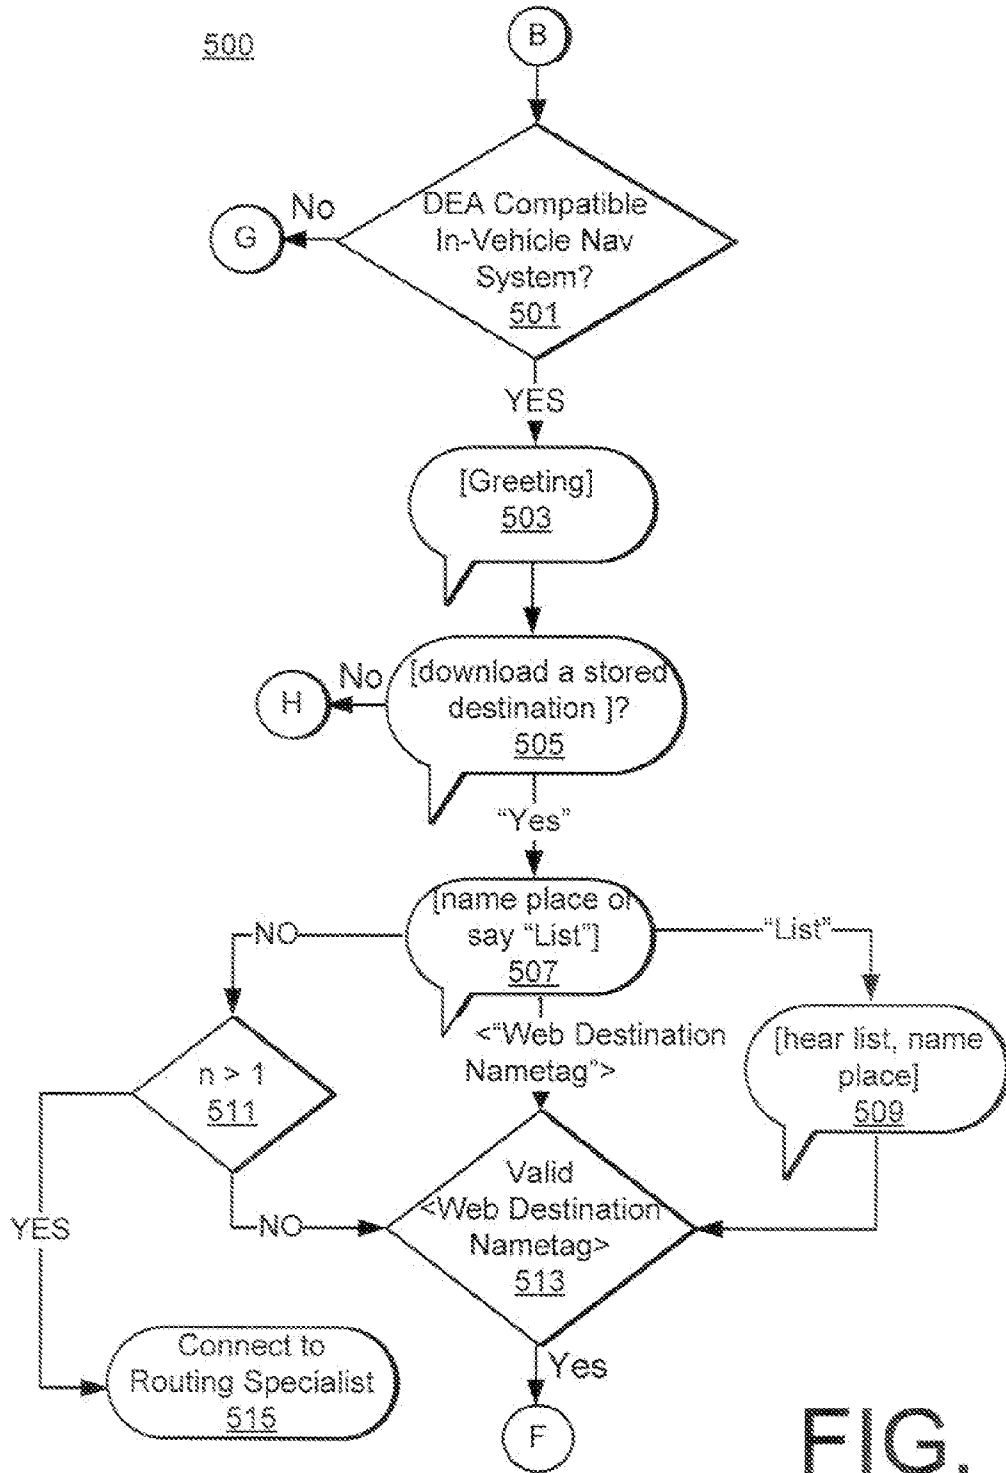 500
B
DEA Compatible
In-Vehicle Nav
System?
501
No
G
YES
[Greeting]
503
[download a stored
destination ]?
505
No
H
“Yes”
[name place or
say “List”]
507
NO
“List”
<“Web Destination
Nametag”>
[hear list, name
place]
509
n > 1
511
Valid
<Web Destination
Nametag>
513
YES
NO
Connect to
Routing Specialist
515
Yes
F
FIG.